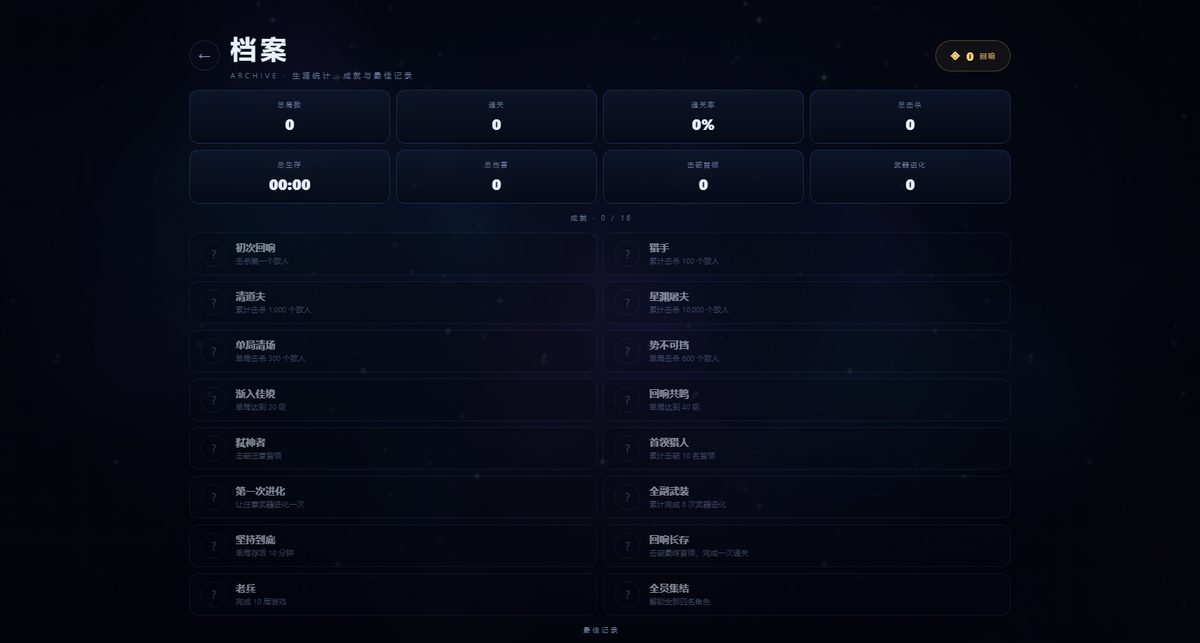 ←
档案
ARCHIVE · 生涯统计、成就与最佳记录
0 回响
总局数 通关 通关率 总击杀
0 0 0% 0
总生存 总伤害 击破首领 武器进化
00:00 0 0 0
成就 · 0 / 16
? 初次回响 ? 猎手
击杀第一个敌人 累计击杀 100 个敌人
? 清道夫 ? 星渊屠夫
累计击杀 1,000 个敌人 累计击杀 10,000 个敌人
? 单局清场 ? 势不可挡
单局击杀 300 个敌人 单局击杀 600 个敌人
? 渐入佳境 ? 回响共鸣
单局达到 20 级 单局达到 40 级
? 弑神者 ? 首领猎人
击破任意首领 累计击破 10 名首领
? 第一次进化 ? 全副武装
让任意武器进化一次 累计完成 6 次武器进化
? 坚持到底 ? 回响长存
单局存活 10 分钟 击破最终首领，完成一次通关
? 老兵 ? 全员集结
完成 10 局游戏 解锁全部四名角色
最佳记录